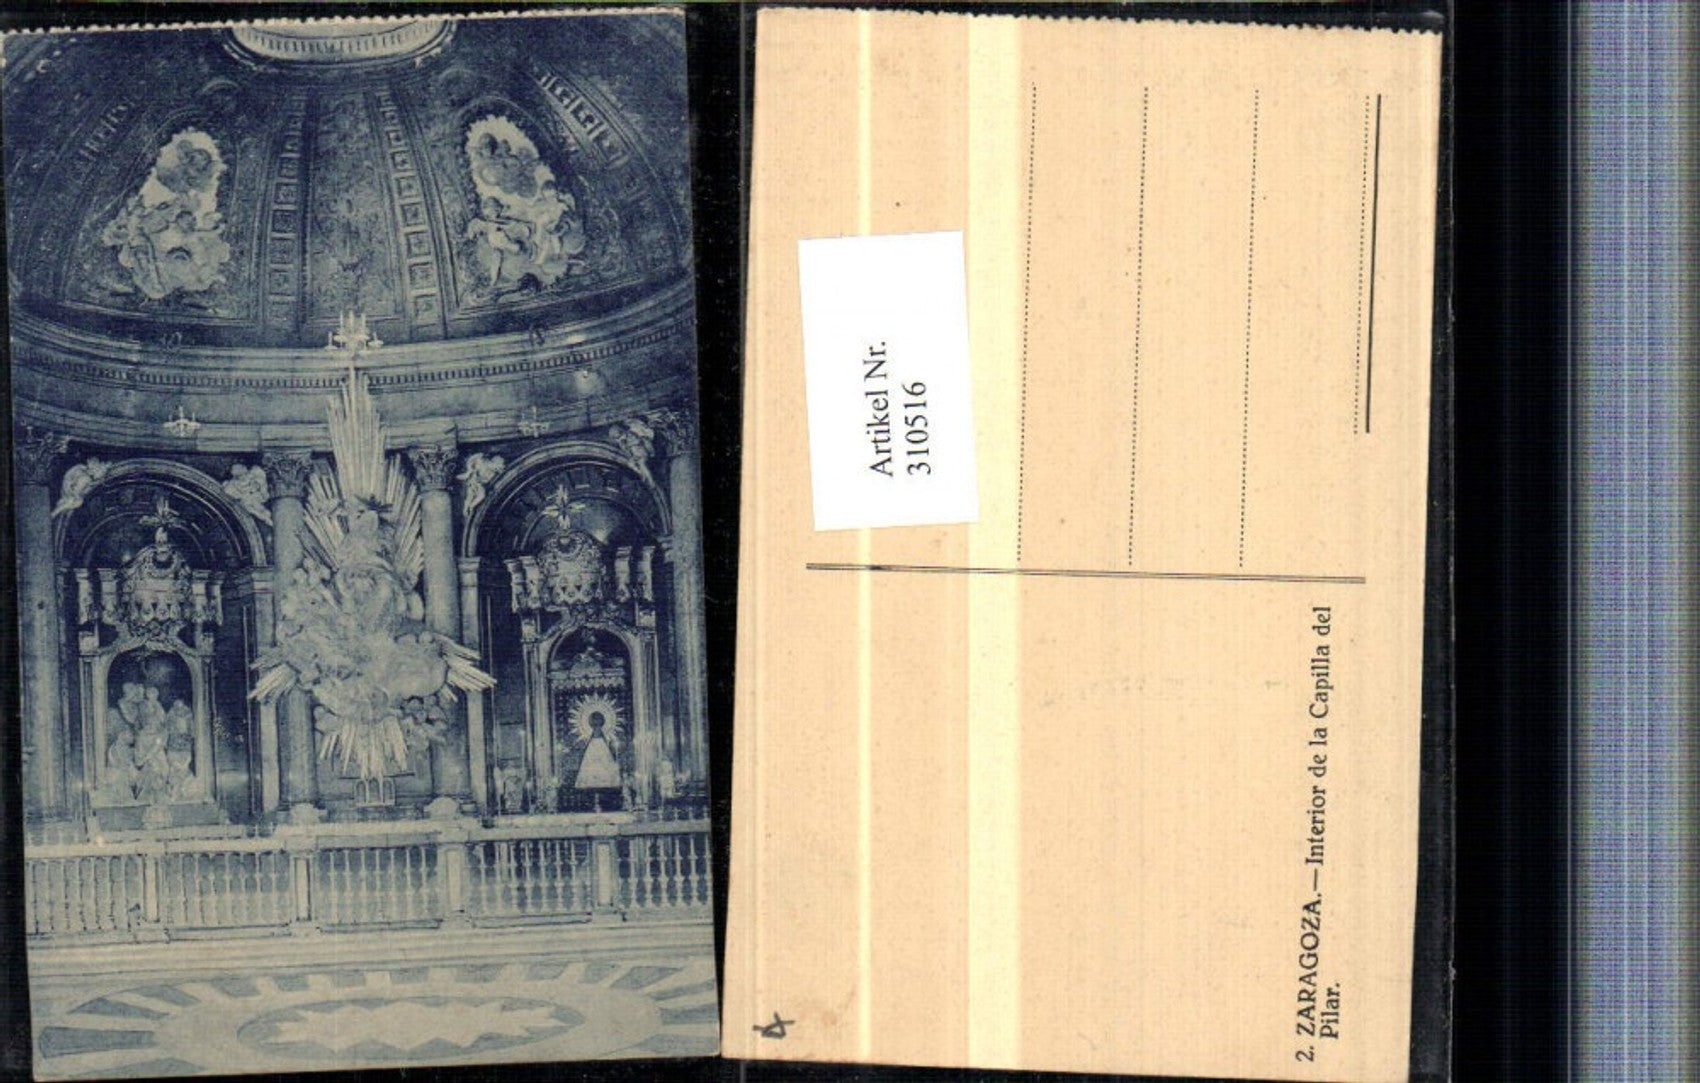 Artikel Nr.
310516
2. ZARAGOZA.—Interior de la Capilla del
Pilar.